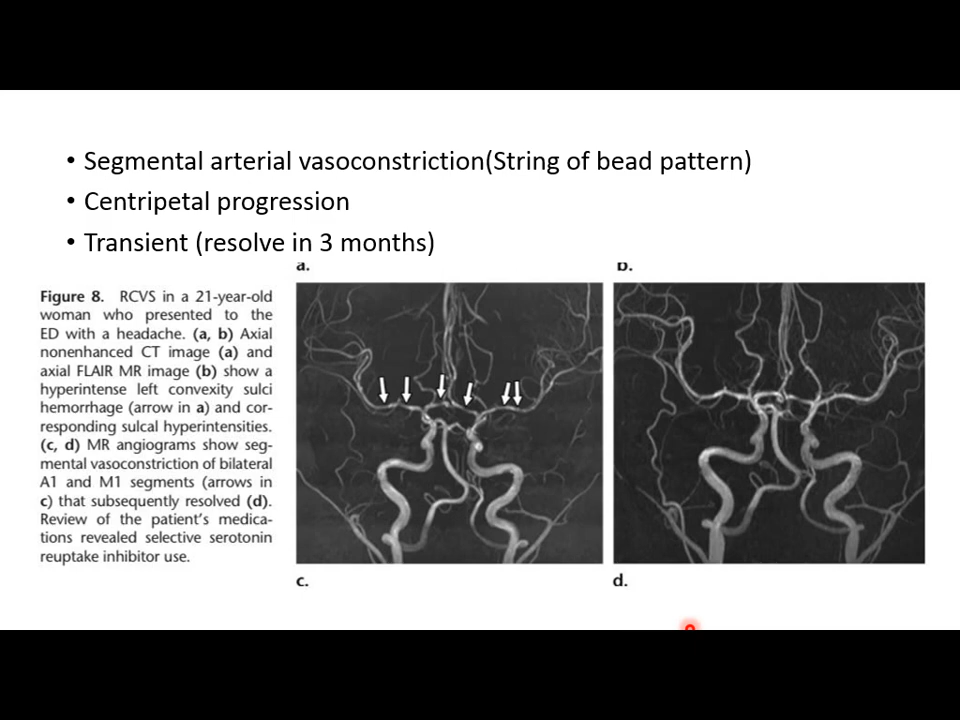 • Segmental arterial vasoconstriction(String of bead pattern)
• Centripetal progression
• Transient (resolve in 3 months)
a.
b.
Figure 8. RCVS in a 21-year-old
woman who presented to the
ED with a headache. (a, b) Axial
nonenhanced CT image (a) and
axial FLAIR MR image (b) show a
hyperintense left convexity sulci
hemorrhage (arrow in a) and cor-
responding sulcal hyperintensities.
(c, d) MR angiograms show seg-
mental vasoconstriction of bilateral
A1 and M1 segments (arrows in
c) that subsequently resolved (d).
Review of the patient's medica-
tions revealed selective serotonin
reuptake inhibitor use.
c.
d.